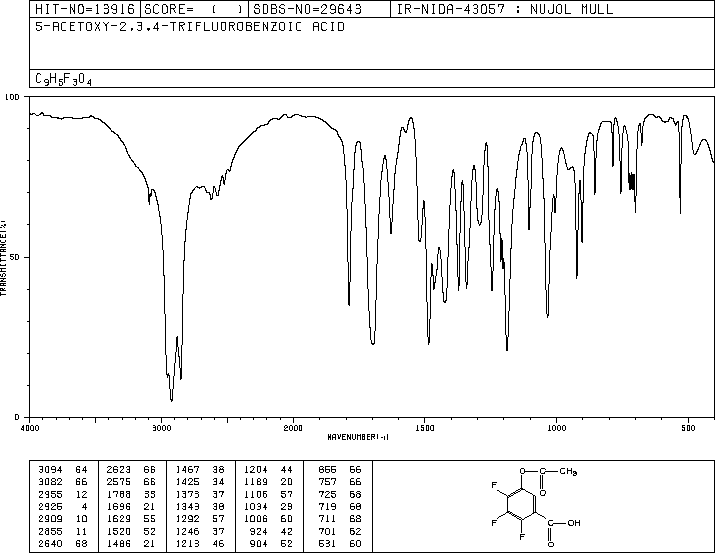 HIT-NO=13916 SCORE= ( ) SDBS-NO=29643 IR-NIDA-43057 : NUJOL MULL
5-ACETOXY-2,3,4-TRIFLUOROBENZOIC ACID
C9H5F3O4
100
50
0
TRANSMITTANCE(%)
4000 3000 2000 1500 1000 500
WAVENUMBER(-1)
3094 64 2623 66 1467 38 1204 44 856 66
3082 66 2575 66 1425 34 1189 20 757 66
2955 12 1788 33 1373 37 1106 57 725 68
2925 4 1696 21 1343 38 1034 29 719 68
2909 10 1629 55 1292 57 1006 60 711 68
2855 11 1520 52 1246 37 924 42 701 62
2640 68 1486 21 1213 46 904 52 531 60
O CH3
F O
F F
O OH